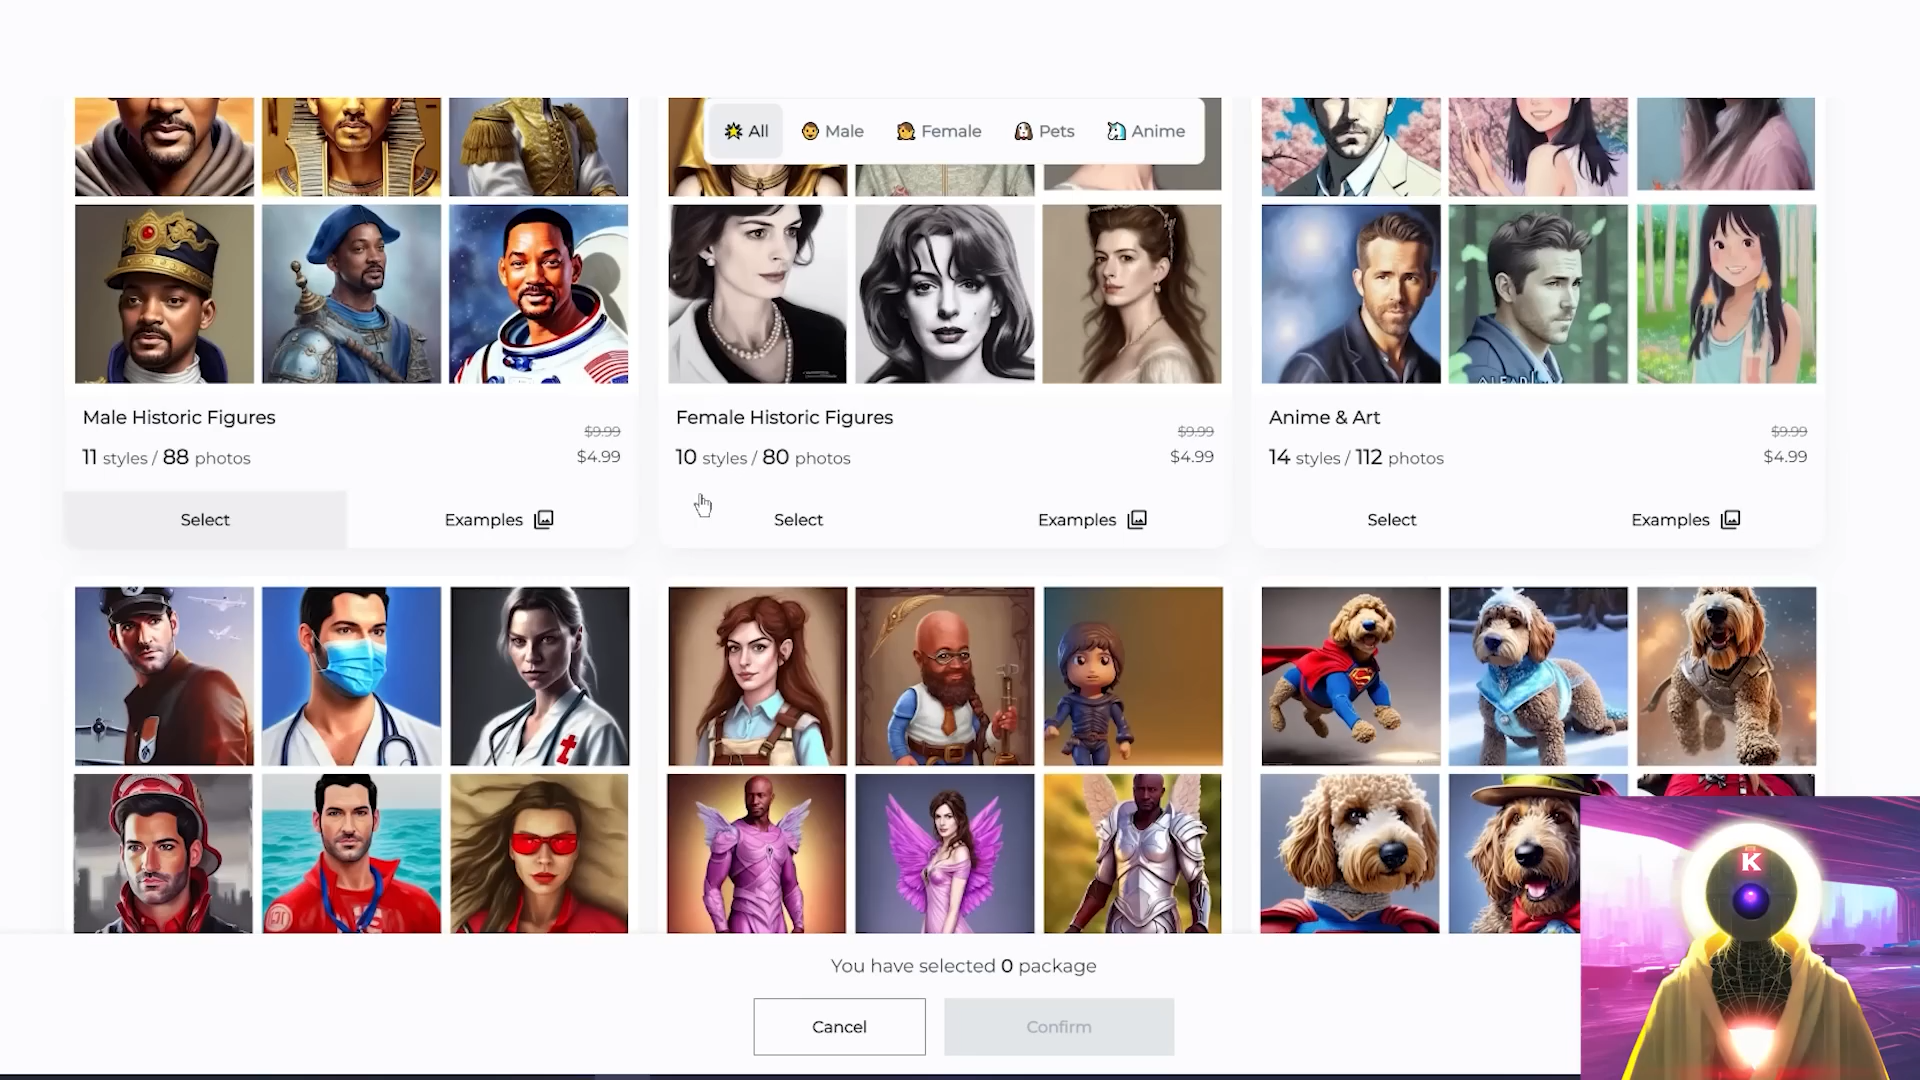 All Male Female Pets Anime
Male Historic Figures
$9.99
11 styles / 88 photos
$4.99
Select Examples
Female Historic Figures
$9.99
10 styles / 80 photos
$4.99
Select Examples
Anime & Art
$9.99
14 styles / 112 photos
$4.99
Select Examples
You have selected 0 package
Cancel Confirm
K